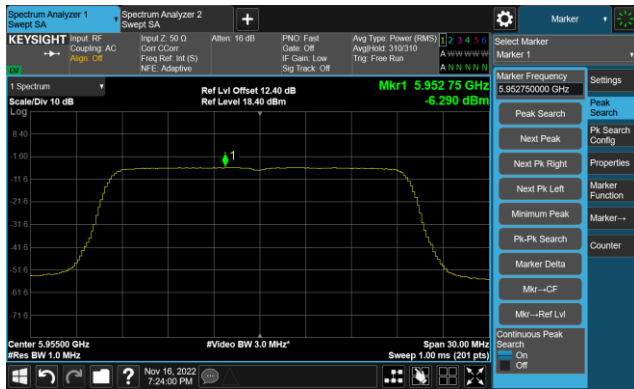 Spectrum Analyzer 1
Swept SA
Spectrum Analyzer 2
Swept SA
+
Marker
KEYSIGHT
Input: RF
Coupling: AC
Align: Off
Input Z: 50 Ω
Corr CCorr
Freq Ref: Int (S)
NFE: Adaptive
Atten: 16 dB
PNO: Fast
Gate: Off
IF Gain: Low
Sig Track: Off
Avg Type: Power (RMS)
Avg|Hold: 310/310
Trig: Free Run
1 2 3 4 5 6
A W W W W W
A N N N N N
Select Marker
Marker 1
1 Spectrum
Scale/Div 10 dB
Log
Ref Lvl Offset 12.40 dB
Ref Level 18.40 dBm
Mkr1 5.952 75 GHz
-6.290 dBm
8.40
-1.60
-11.6
-21.6
-31.6
-41.6
-51.6
-61.6
-71.6
1
Center 5.95500 GHz
#Res BW 1.0 MHz
#Video BW 3.0 MHz*
Span 30.00 MHz
Sweep 1.00 ms (201 pts)
Marker Frequency
5.952750000 GHz
Peak Search
Next Peak
Next Pk Right
Next Pk Left
Minimum Peak
Pk-Pk Search
Marker Delta
Mkr→CF
Mkr→Ref Lvl
Continuous Peak
Search
On
Off
Settings
Peak
Search
Pk Search
Config
Properties
Marker
Function
Marker→
Counter
?
Nov 16, 2022
7:24:00 PM